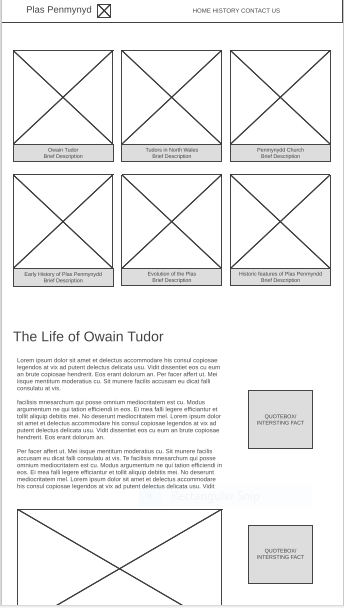 Plas Penmynyd
HOME HISTORY CONTACT US
Owain Tudor
Brief Description
Tudors in North Wales
Brief Description
Penmynydd Church
Brief Description
Early History of Plas Penmynydd
Brief Description
Evolution of the Plas
Brief Description
Historic features of Plas Penmynydd
Brief Description
The Life of Owain Tudor
Lorem ipsum dolor sit amet et delectus accommodare his consul copiosae
legendos at vix ad putent delectus delicata usu. Vidit dissentiet eos cu eum
an brute copiosae hendrerit. Eos erant dolorum an. Per facer affert ut. Mei
iisque mentitum moderatius cu. Sit munere facilis accusam eu dicat falli
consulatu at vis.
facilisis mnesarchum qui posse omnium mediocritatem est cu. Modus
argumentum ne qui tation efficiendi in eos. Ei mea falli legere efficiantur et
tollit aliquip debitis mei. No deserunt mediocritatem mel. Lorem ipsum dolor
sit amet et delectus accommodare his consul copiosae legendos at vix ad
putent delectus delicata usu. Vidit dissentiet eos cu eum an brute copiosae
hendrerit. Eos erant dolorum an.
Per facer affert ut. Mei iisque mentitum moderatius cu. Sit munere facilis
accusam eu dicat falli consulatu at vis. Te facilisis mnesarchum qui posse
omnium mediocritatem est cu. Modus argumentum ne qui tation efficiendi in
eos. Ei mea falli legere efficiantur et tollit aliquip debitis mei. No deserunt
mediocritatem mel. Lorem ipsum dolor sit amet et delectus accommodare
his consul copiosae legendos at vix ad putent delectus delicata usu. Vidit
QUOTEBOX/
INTERSTING FACT
Rectangular Snip
QUOTEBOX/
INTERSTING FACT